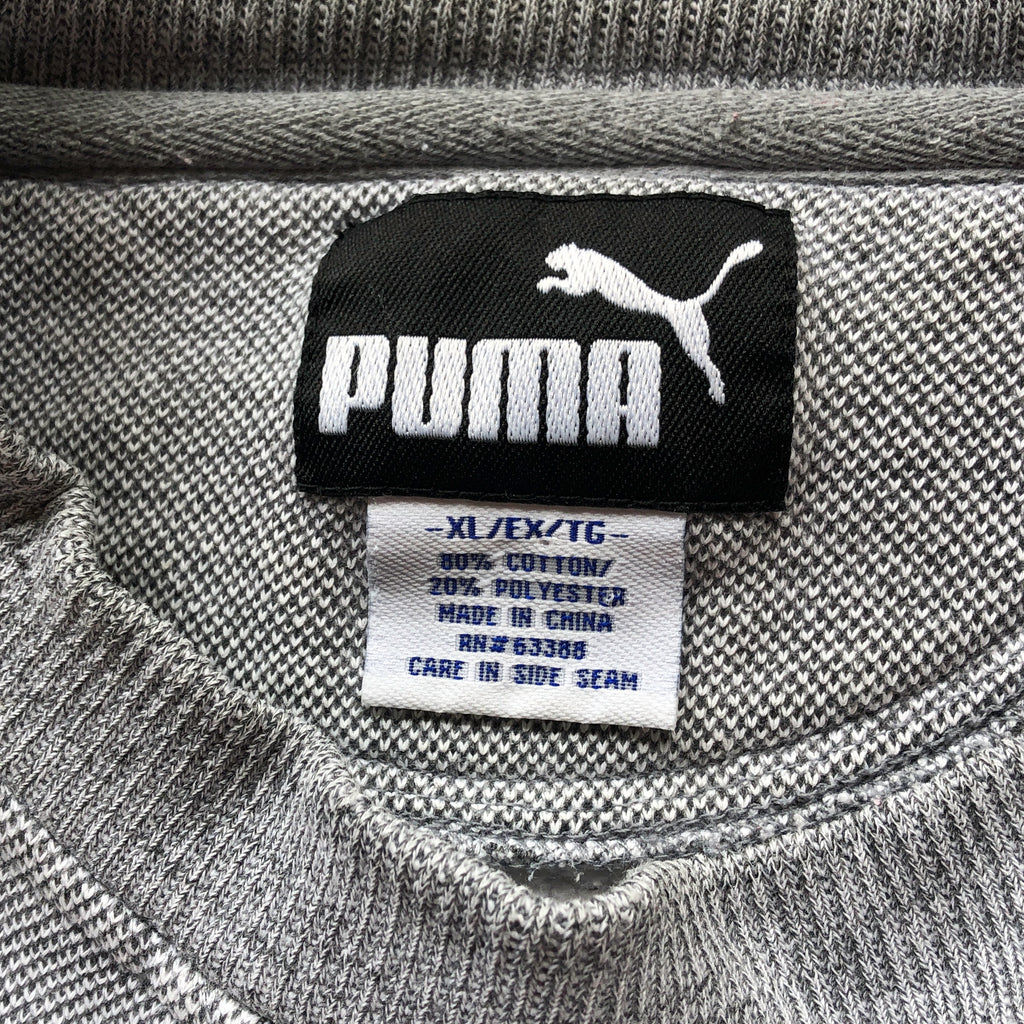 PUMA
-XL/EX/TG-
80% COTTON/
20% POLYESTER
MADE IN CHINA
RN# 63388
CARE IN SIDE SEAM